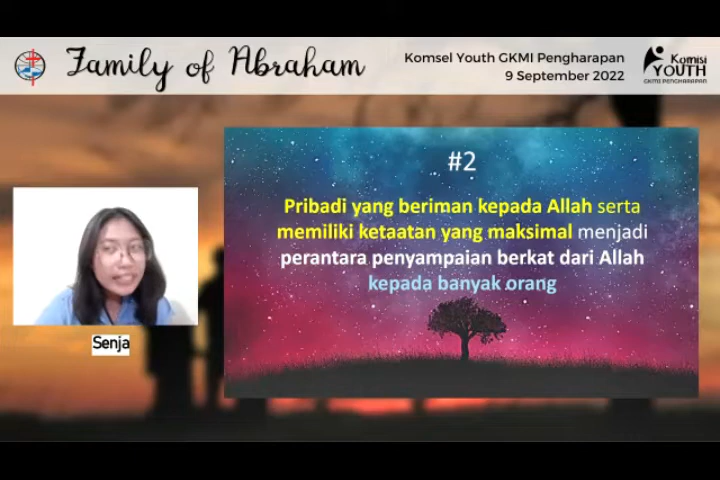 Family of Abraham
Komsel Youth GKMI Pengharapan
9 September 2022
Komisi
YOUTH
GKMI PENGHARAPAN
#2
Pribadi yang beriman kepada Allah serta
memiliki ketaatan yang maksimal menjadi
perantara penyampaian berkat dari Allah
kepada banyak orang
Senja